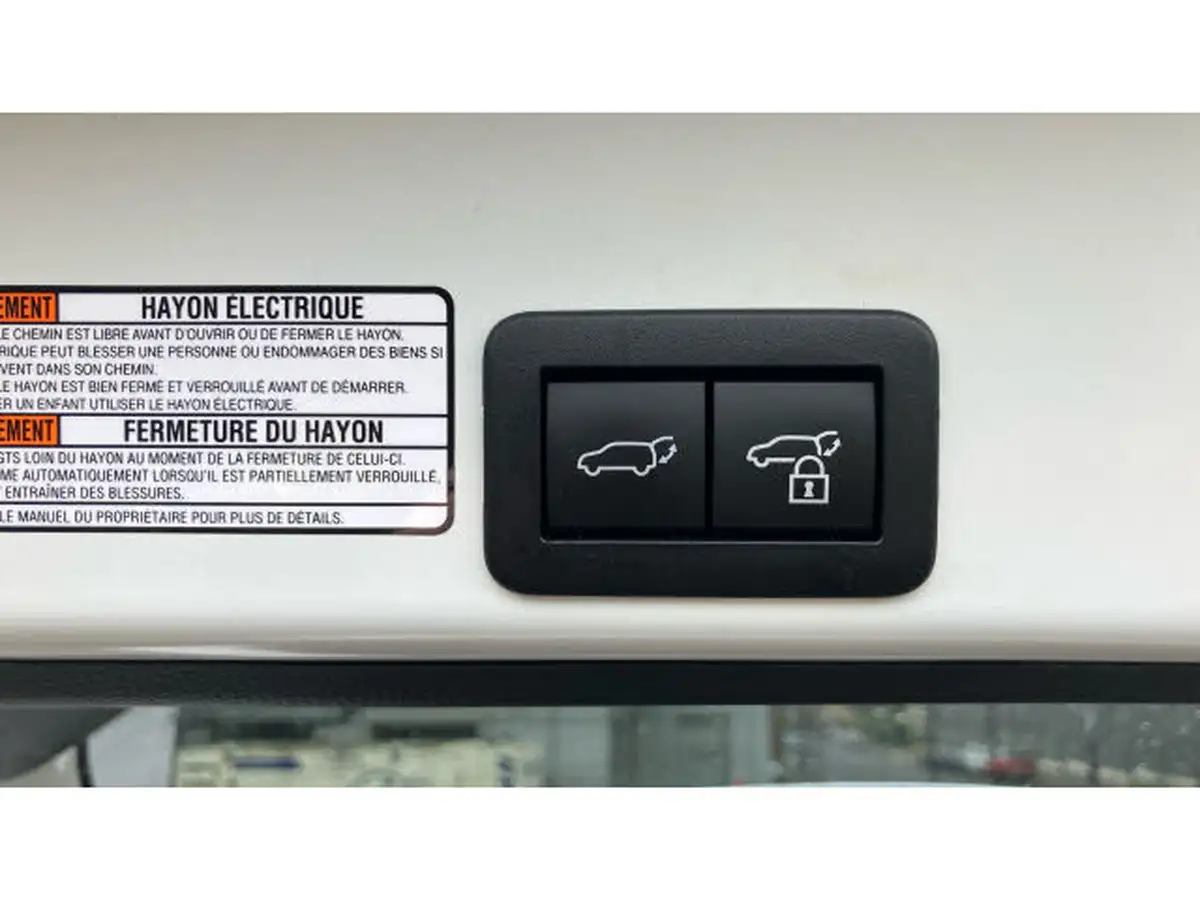 EMENT HAYON ÉLECTRIQUE
LE CHEMIN EST LIBRE AVANT D'OUVRIR OU DE FERMER LE HAYON.
RIQUE PEUT BLESSER UNE PERSONNE OU ENDOMMAGER DES BIENS SI
VENT DANS SON CHEMIN.
LE HAYON EST BIEN FERMÉ ET VERROUILLÉ AVANT DE DÉMARRER.
ER UN ENFANT UTILISER LE HAYON ÉLECTRIQUE.
EMENT FERMETURE DU HAYON
GTS LOIN DU HAYON AU MOMENT DE LA FERMETURE DE CELUI-CI.
ME AUTOMATIQUEMENT LORSQU'IL EST PARTIELLEMENT VERROUILLÉ,
T ENTRAÎNER DES BLESSURES.
LE MANUEL DU PROPRIÉTAIRE POUR PLUS DE DÉTAILS.